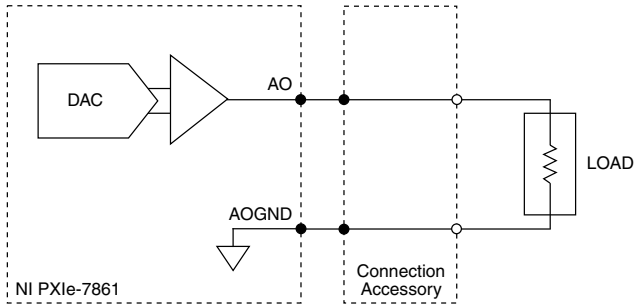 AO
DAC
LOAD
AOGND
NI PXIe-7861
Connection
Accessory